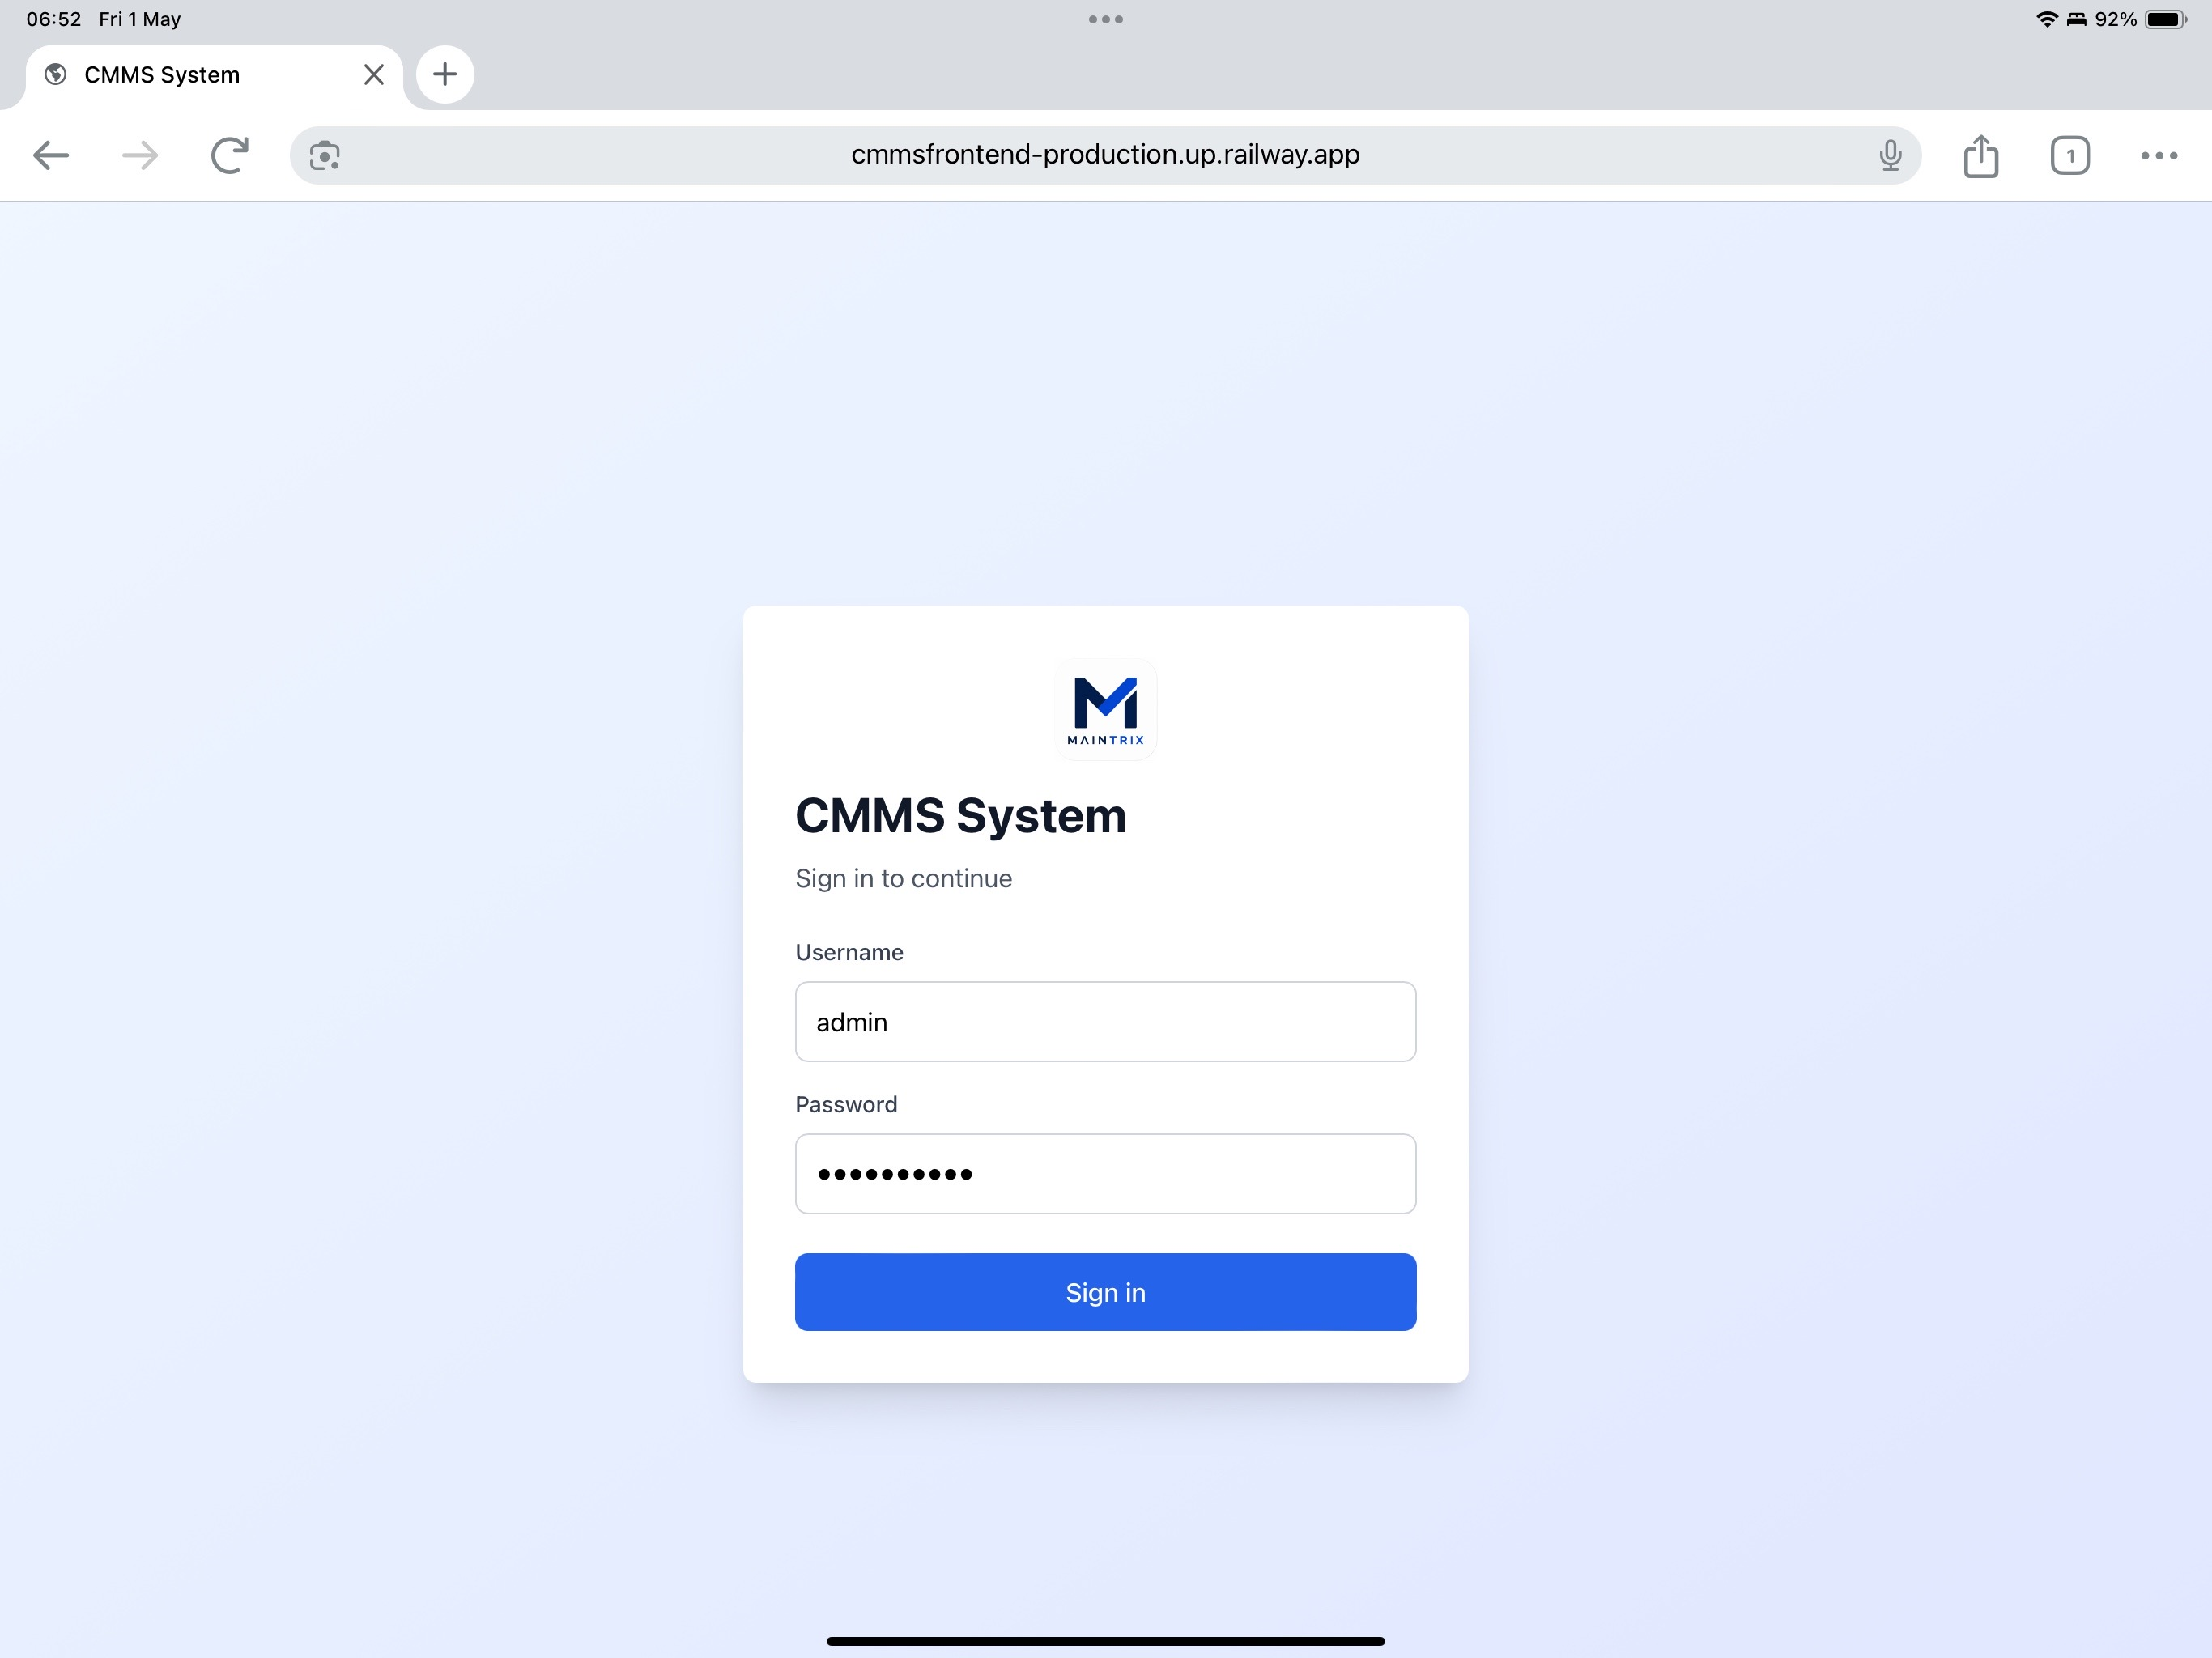 06:52 Fri 1 May
92%
CMMS System
cmmsfrontend-production.up.railway.app
1
MAINTRIX
CMMS System
Sign in to continue
Username
admin
Password
••••••••••
Sign in